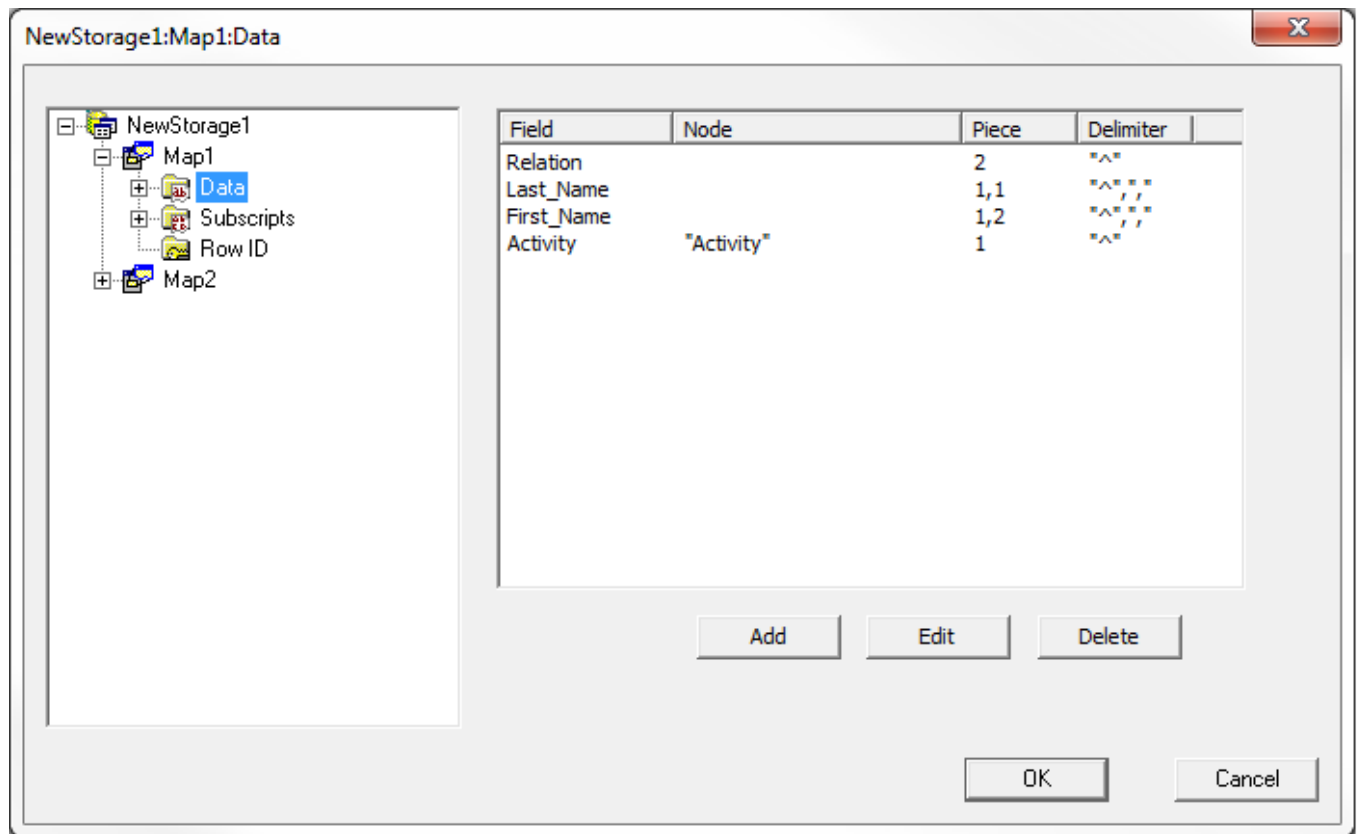 NewStorage1:Map1:Data
NewStorage1
Map1
Data
Subscripts
Row ID
Map2
Field Node Piece Delimiter
Relation 2 "^"
Last_Name 1,1 "^",","
First_Name 1,2 "^",","
Activity "Activity" 1 "^"
Add Edit Delete
OK Cancel